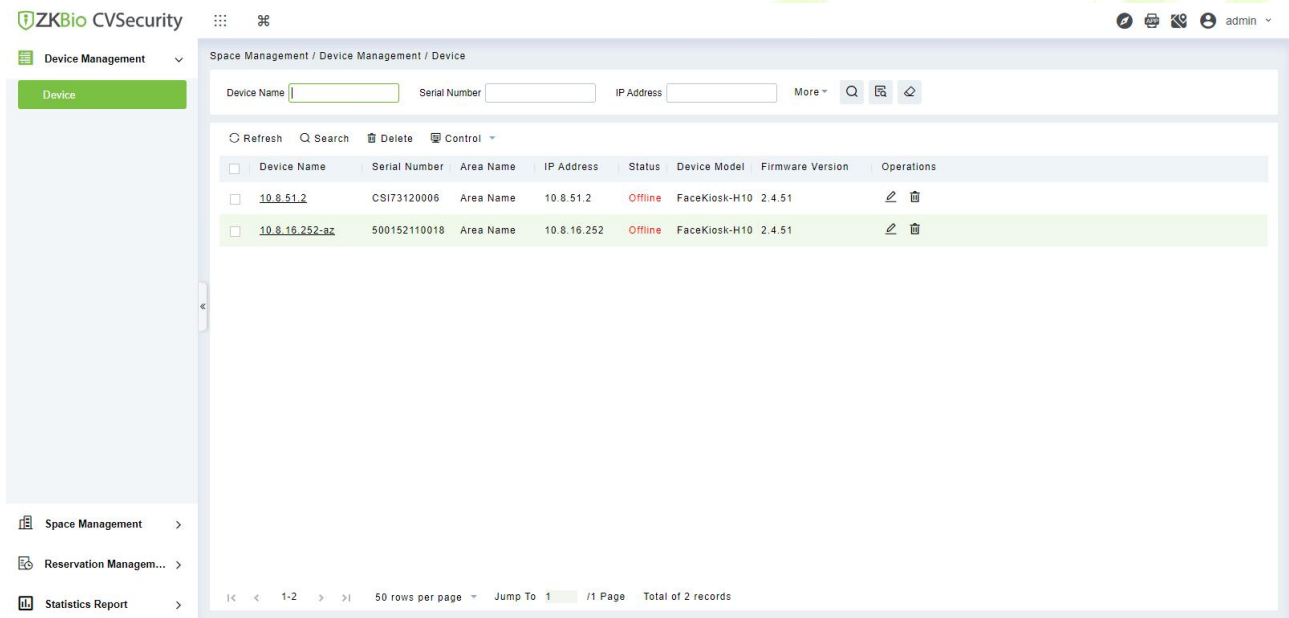 ZKBio CVSecurity
admin
Device Management
Device
Space Management / Device Management / Device
Device Name Serial Number IP Address More
Refresh Search Delete Control
Device Name Serial Number Area Name IP Address Status Device Model Firmware Version Operations
10.8.51.2 CSI73120006 Area Name 10.8.51.2 Offline FaceKiosk-H10 2.4.51
10.8.16.252-az 500152110018 Area Name 10.8.16.252 Offline FaceKiosk-H10 2.4.51
Space Management
Reservation Managem...
Statistics Report
1-2 50 rows per page Jump To 1 /1 Page Total of 2 records